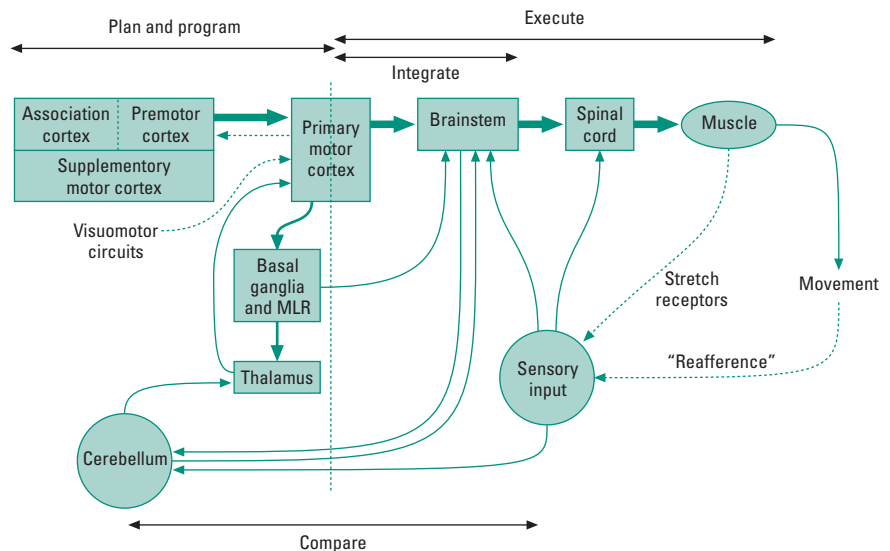 Plan and program
Execute
Integrate
Association
cortex
Premotor
cortex
Supplementary
motor cortex
Primary
motor
cortex
Brainstem
Spinal
cord
Muscle
Visuomotor
circuits
Basal
ganglia
and MLR
Stretch
receptors
Movement
Thalamus
Sensory
input
“Reafference”
Cerebellum
Compare